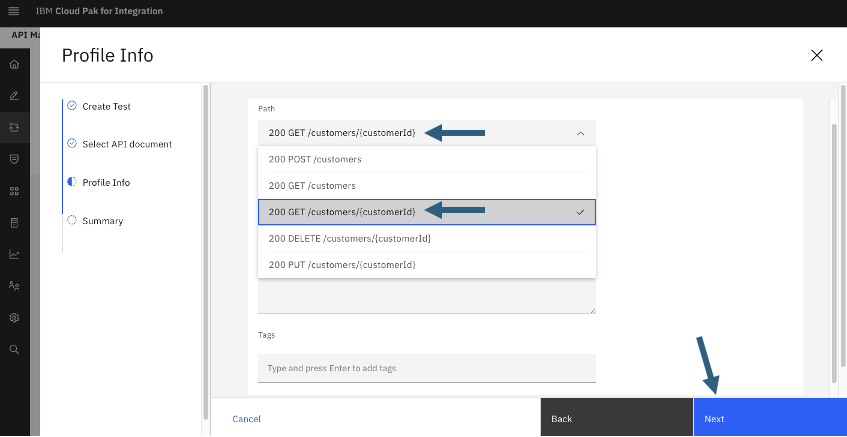 IBM Cloud Pak for Integration
API Ma
Profile Info
Create Test
Select API document
Profile Info
Summary
Path
200 GET /customers/{customerId}
200 POST /customers
200 GET /customers
200 GET /customers/{customerId}
200 DELETE /customers/{customerId}
200 PUT /customers/{customerId}
Tags
Type and press Enter to add tags
Cancel
Back
Next